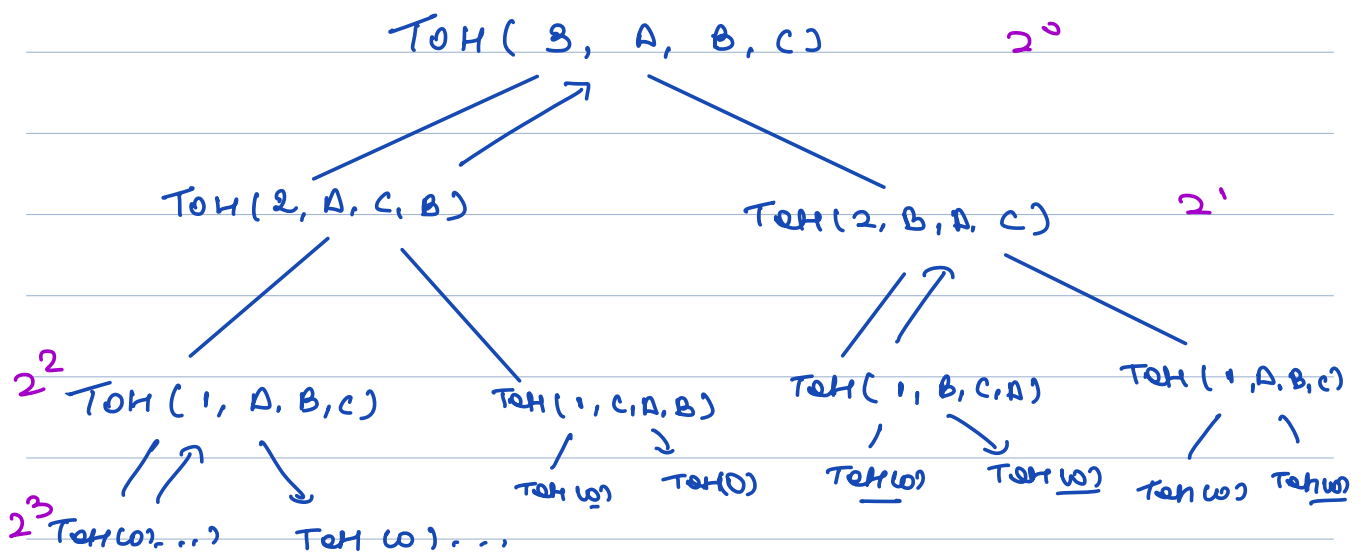 TOH( 3, A, B, C) 2⁰
TOH(2, A, C, B) TOH(2, B, A, C) 2¹
2² TOH(1, A, B, C) TOH(1, C, A, B) TOH(1, B, C, A) TOH(1, A, B, C)
TOH(0) TOH(0) TOH(0) TOH(0) TOH(0) TOH(0)
2³ TOH(0, ...) TOH(0) ...